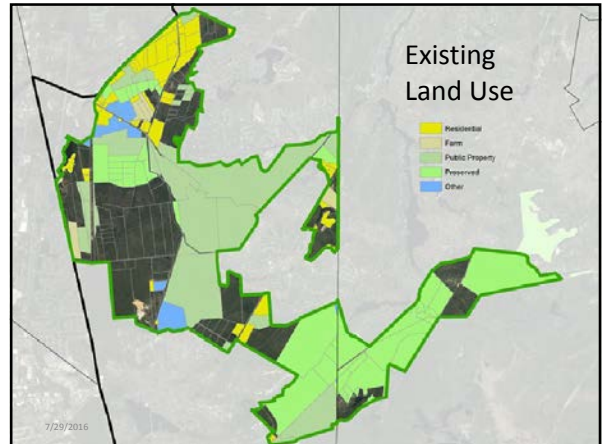 Existing
Land Use
Residential
Farm
Public Property
Preserved
Other
7/29/2016